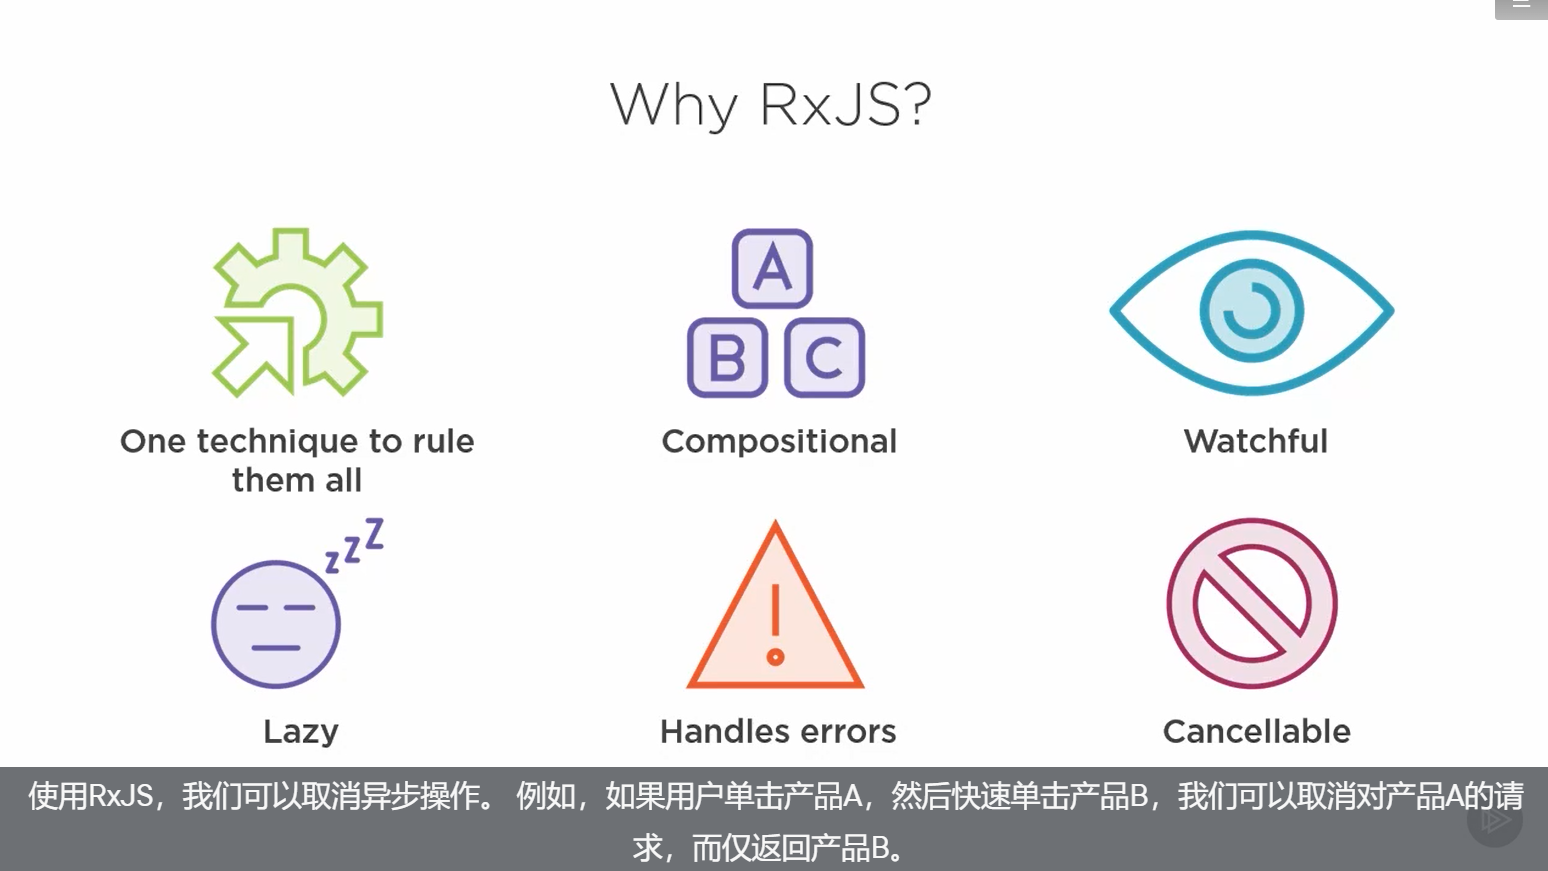 Why RxJS?
A
B C
One technique to rule
them all
Compositional
Watchful
z z Z
Lazy
Handles errors
Cancellable
使用RxJS，我们可以取消异步操作。 例如，如果用户单击产品A，然后快速单击产品B，我们可以取消对产品A的请
求，而仅返回产品B。